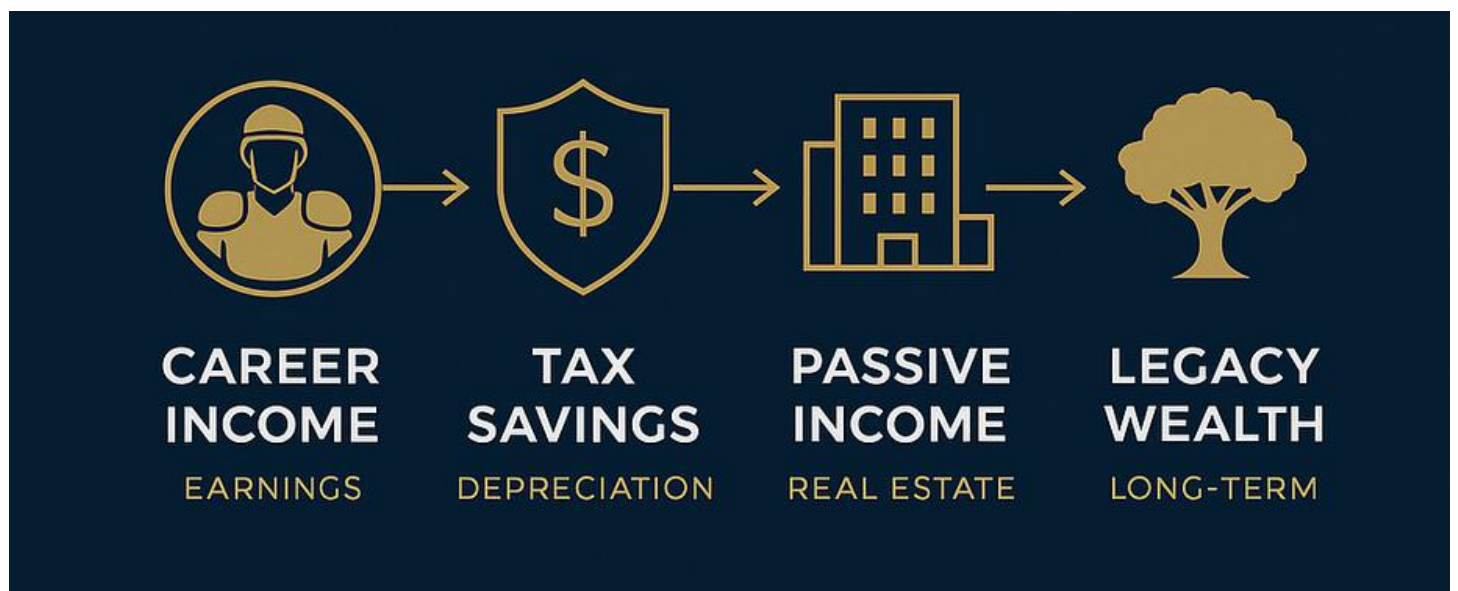 CAREER
INCOME
EARNINGS
$
TAX
SAVINGS
DEPRECIATION
PASSIVE
INCOME
REAL ESTATE
LEGACY
WEALTH
LONG-TERM